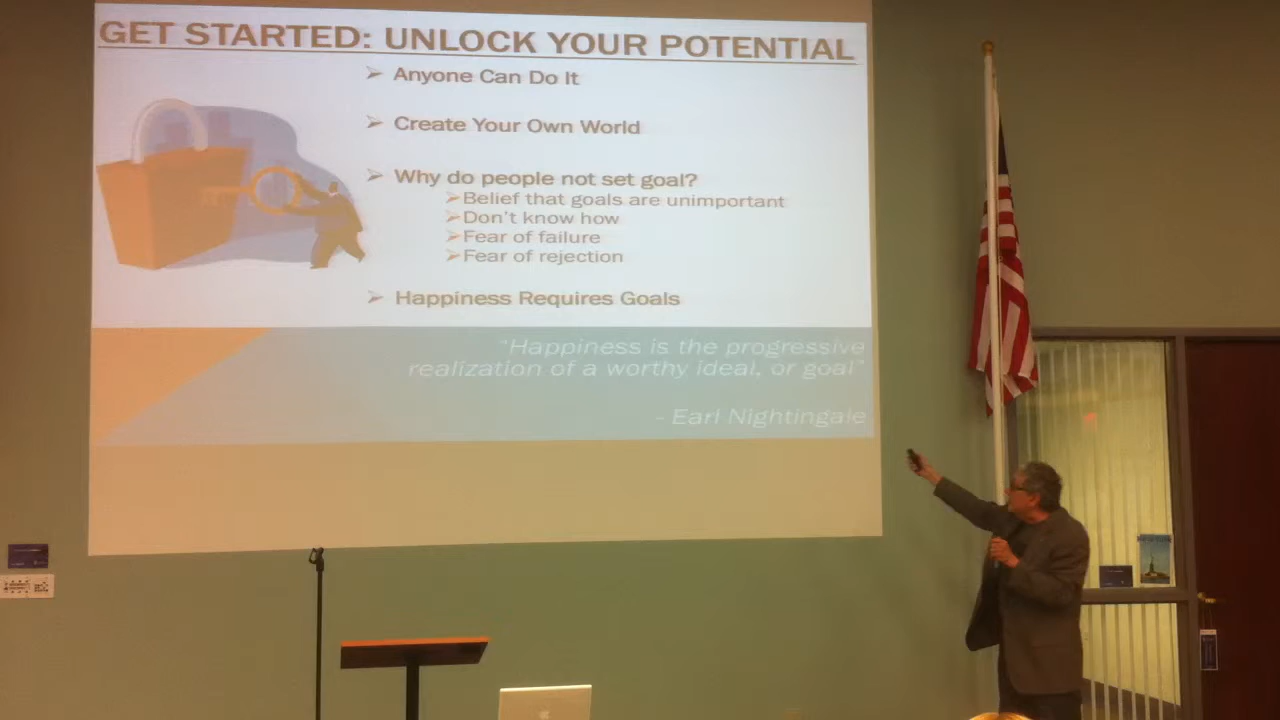 GET STARTED: UNLOCK YOUR POTENTIAL
Anyone Can Do It
Create Your Own World
Why do people not set goal?
Belief that goals are unimportant
Don't know how
Fear of failure
Fear of rejection
Happiness Requires Goals
"Happiness is the progressive
realization of a worthy ideal, or goal"
- Earl Nightingale